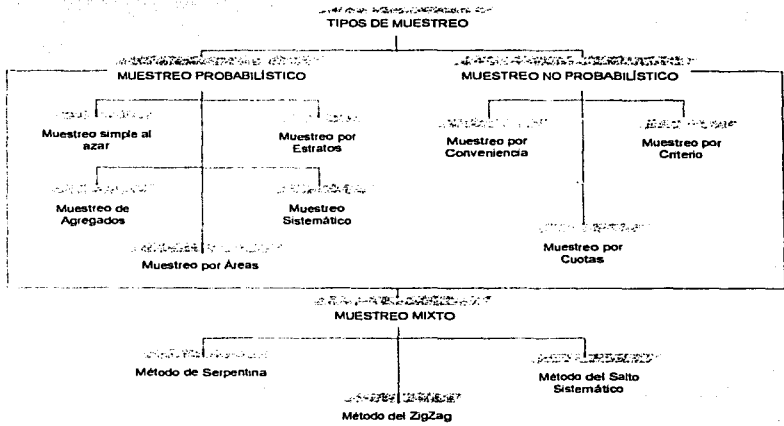 TIPOS DE MUESTREO
MUESTREO PROBABILÍSTICO
MUESTREO NO PROBABILÍSTICO
Muestreo simple al
azar
Muestreo por
Estratos
Muestreo por
Conveniencia
Muestreo por
Criterio
Muestreo de
Agregados
Muestreo
Sistemático
Muestreo por Áreas
Muestreo por
Cuotas
MUESTREO MIXTO
Método de Serpentina
Método del Salto
Sistemático
Método del ZigZag